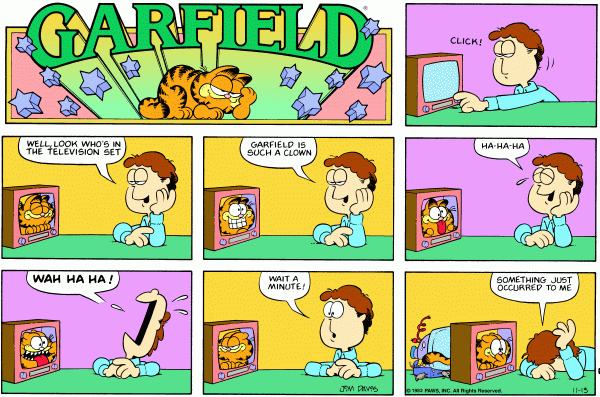 GARFIELD
®
CLICK!
WELL, LOOK WHO'S IN
THE TELEVISION SET
GARFIELD IS
SUCH A CLOWN
HA-HA-HA
WAH HA HA!
WAIT A
MINUTE!
JIM DAVIS
SOMETHING JUST
OCCURRED TO ME
© 1983 PAWS, INC. All Rights Reserved.
11-13